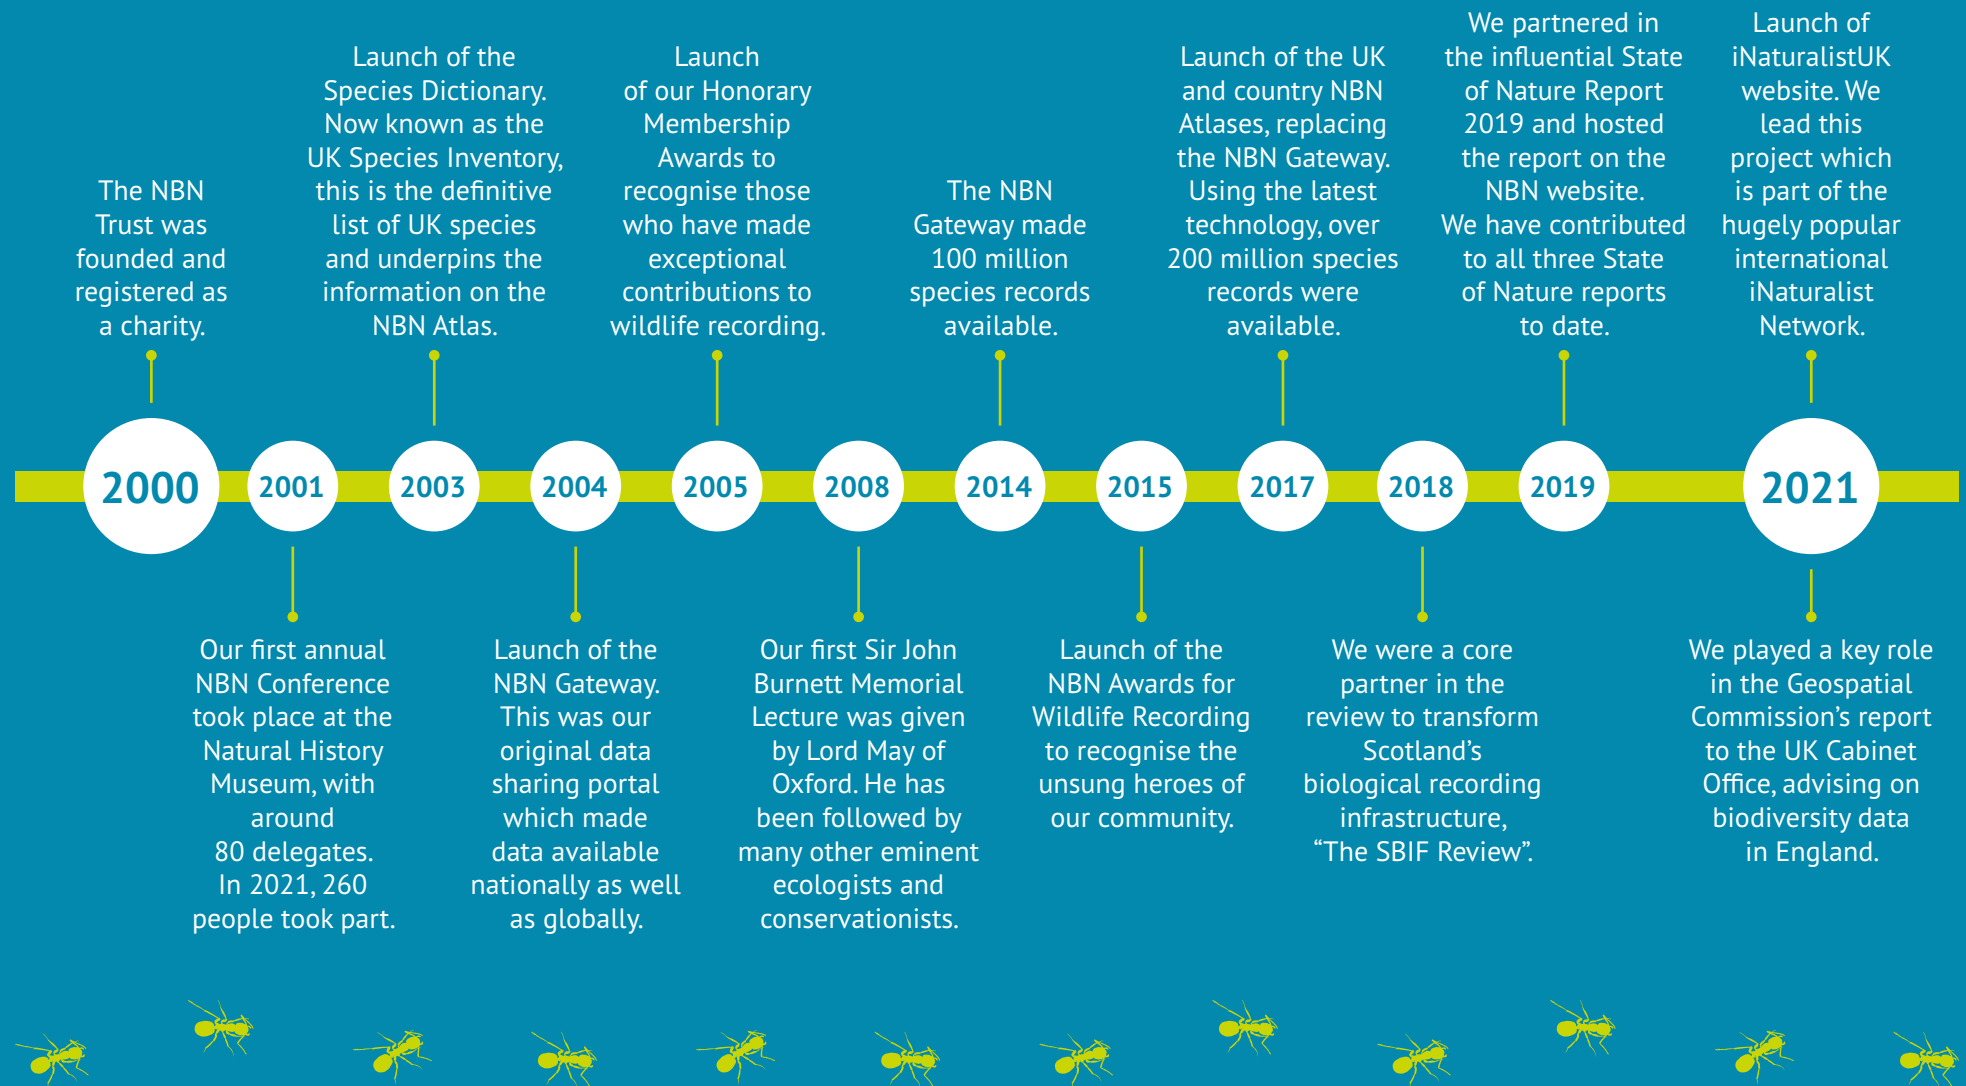 The NBN
Trust was
founded and
registered as
a charity.
Launch of the
Species Dictionary.
Now known as the
UK Species Inventory,
this is the definitive
list of UK species
and underpins the
information on the
NBN Atlas.
Launch
of our Honorary
Membership
Awards to
recognise those
who have made
exceptional
contributions to
wildlife recording.
The NBN
Gateway made
100 million
species records
available.
Launch of the UK
and country NBN
Atlases, replacing
the NBN Gateway.
Using the latest
technology, over
200 million species
records were
available.
We partnered in
the influential State
of Nature Report
2019 and hosted
the report on the
NBN website.
We have contributed
to all three State
of Nature reports
to date.
Launch of
iNaturalistUK
website. We
lead this
project which
is part of the
hugely popular
international
iNaturalist
Network.
2000
2001
2003
2004
2005
2008
2014
2015
2017
2018
2019
2021
Our first annual
NBN Conference
took place at the
Natural History
Museum, with
around
80 delegates.
In 2021, 260
people took part.
Launch of the
NBN Gateway.
This was our
original data
sharing portal
which made
data available
nationally as well
as globally.
Our first Sir John
Burnett Memorial
Lecture was given
by Lord May of
Oxford. He has
been followed by
many other eminent
ecologists and
conservationists.
Launch of the
NBN Awards for
Wildlife Recording
to recognise the
unsung heroes of
our community.
We were a core
partner in the
review to transform
Scotland’s
biological recording
infrastructure,
“The SBIF Review”.
We played a key role
in the Geospatial
Commission’s report
to the UK Cabinet
Office, advising on
biodiversity data
in England.